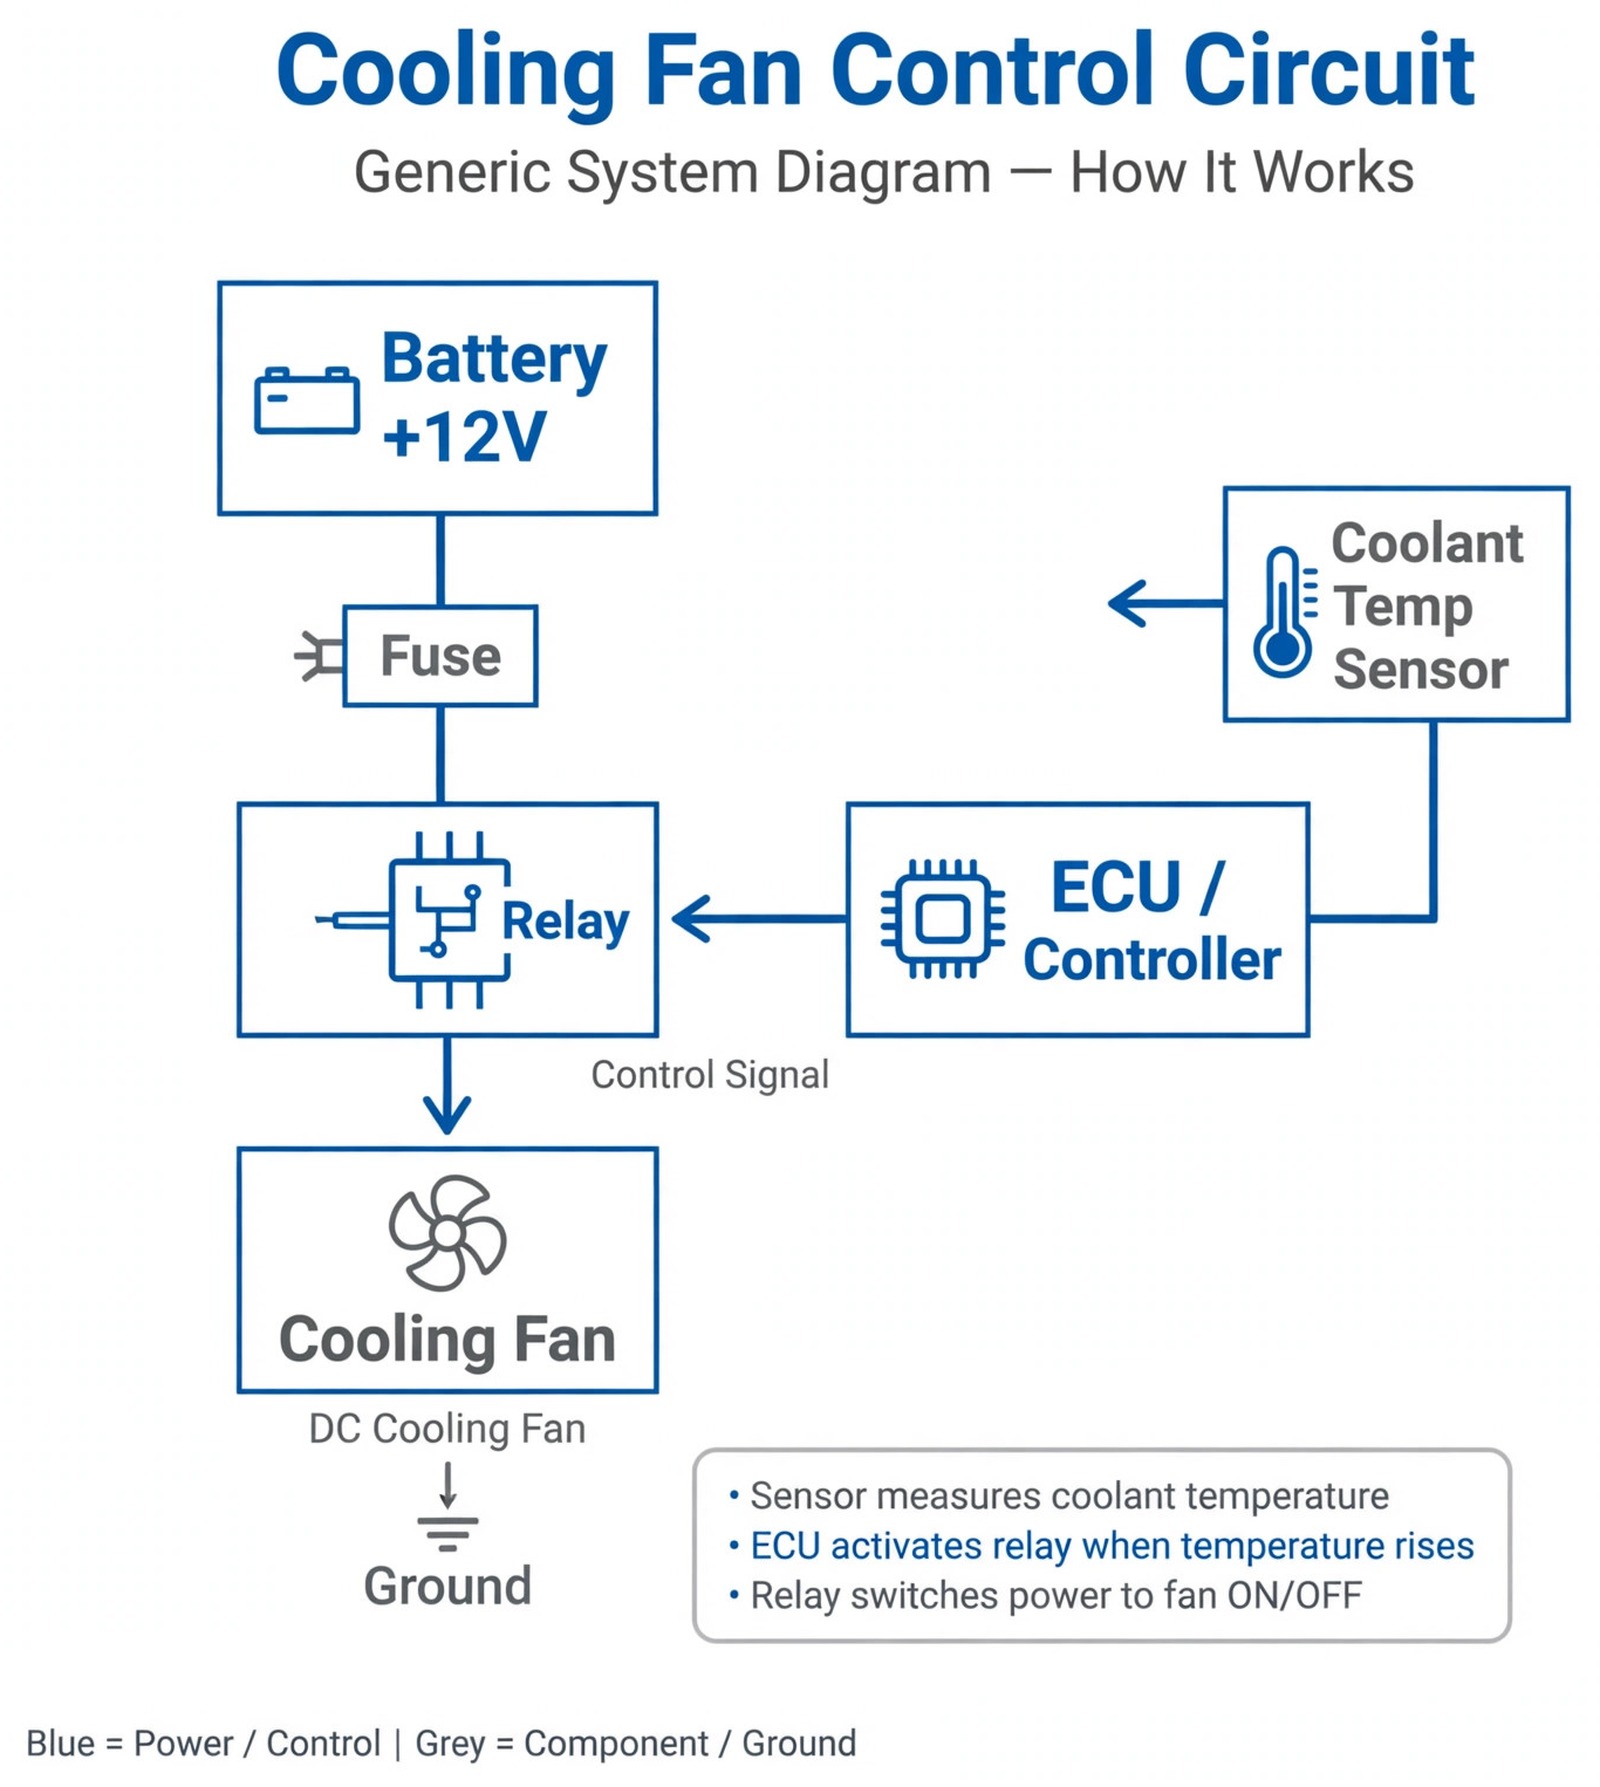 Cooling Fan Control Circuit
Generic System Diagram — How It Works
Battery
+12V
Coolant
Temp
Sensor
Fuse
Relay
ECU /
Controller
Control Signal
Cooling Fan
DC Cooling Fan
Ground
• Sensor measures coolant temperature
• ECU activates relay when temperature rises
• Relay switches power to fan ON/OFF
Blue = Power / Control | Grey = Component / Ground